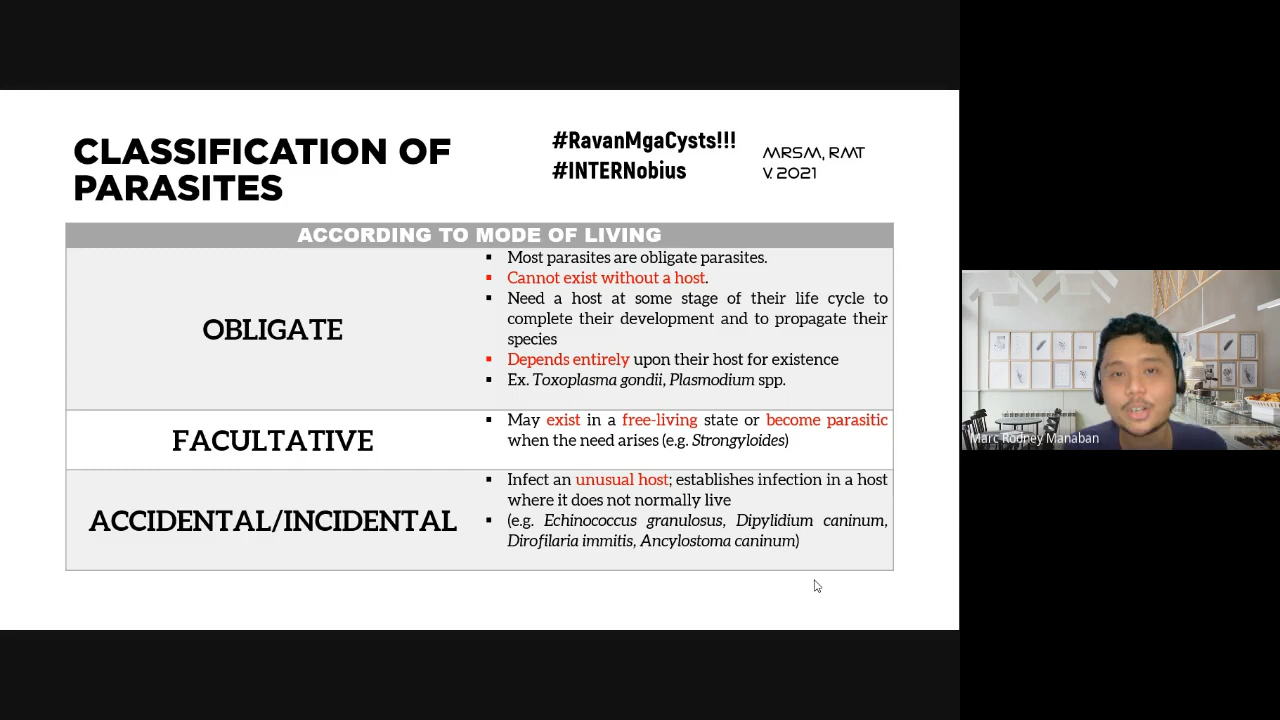 CLASSIFICATION OF
PARASITES
#RavanMgaCysts!!!
#INTERNobius
MRSM, RMT
V. 2021
ACCORDING TO MODE OF LIVING
OBLIGATE
▪ Most parasites are obligate parasites.
▪ Cannot exist without a host.
▪ Need a host at some stage of their life cycle to
complete their development and to propagate their
species
▪ Depends entirely upon their host for existence
▪ Ex. Toxoplasma gondii, Plasmodium spp.
FACULTATIVE
▪ May exist in a free-living state or become parasitic
when the need arises (e.g. Strongyloides)
ACCIDENTAL/INCIDENTAL
▪ Infect an unusual host; establishes infection in a host
where it does not normally live
▪ (e.g. Echinococcus granulosus, Dipylidium caninum,
Dirofilaria immitis, Ancylostoma caninum)
Marc Rodney Manaban